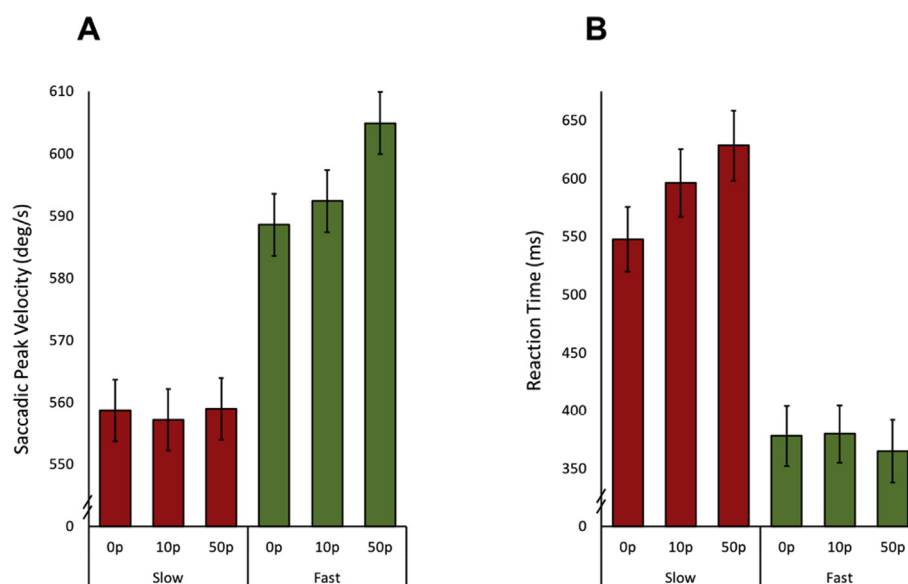 A
Saccadic Peak Velocity (deg/s)
610
600
590
580
570
560
550
0
0p 10p 50p 0p 10p 50p
Slow Fast
B
Reaction Time (ms)
650
600
550
500
450
400
350
0
0p 10p 50p 0p 10p 50p
Slow Fast